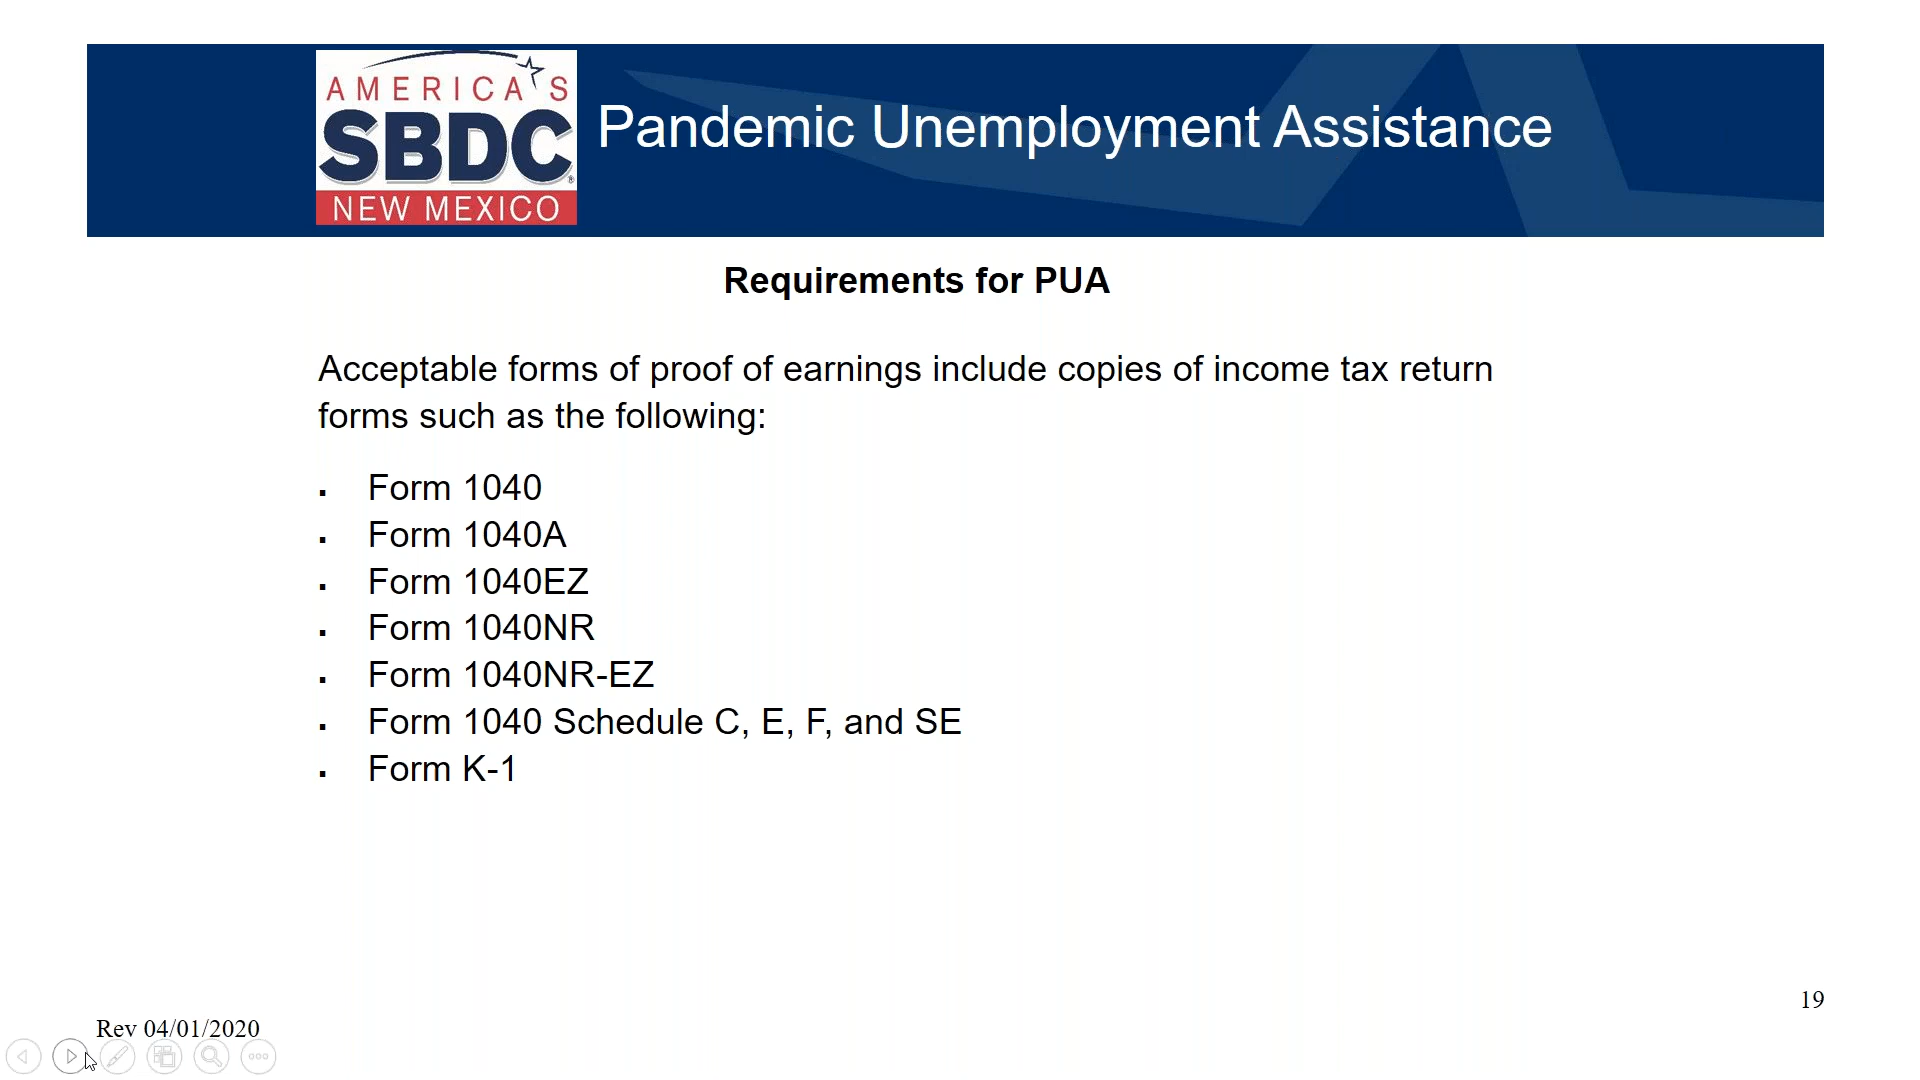 AMERICA'S
SBDC
NEW MEXICO
Pandemic Unemployment Assistance
Requirements for PUA
Acceptable forms of proof of earnings include copies of income tax return
forms such as the following:
▪ Form 1040
▪ Form 1040A
▪ Form 1040EZ
▪ Form 1040NR
▪ Form 1040NR-EZ
▪ Form 1040 Schedule C, E, F, and SE
▪ Form K-1
19
Rev 04/01/2020